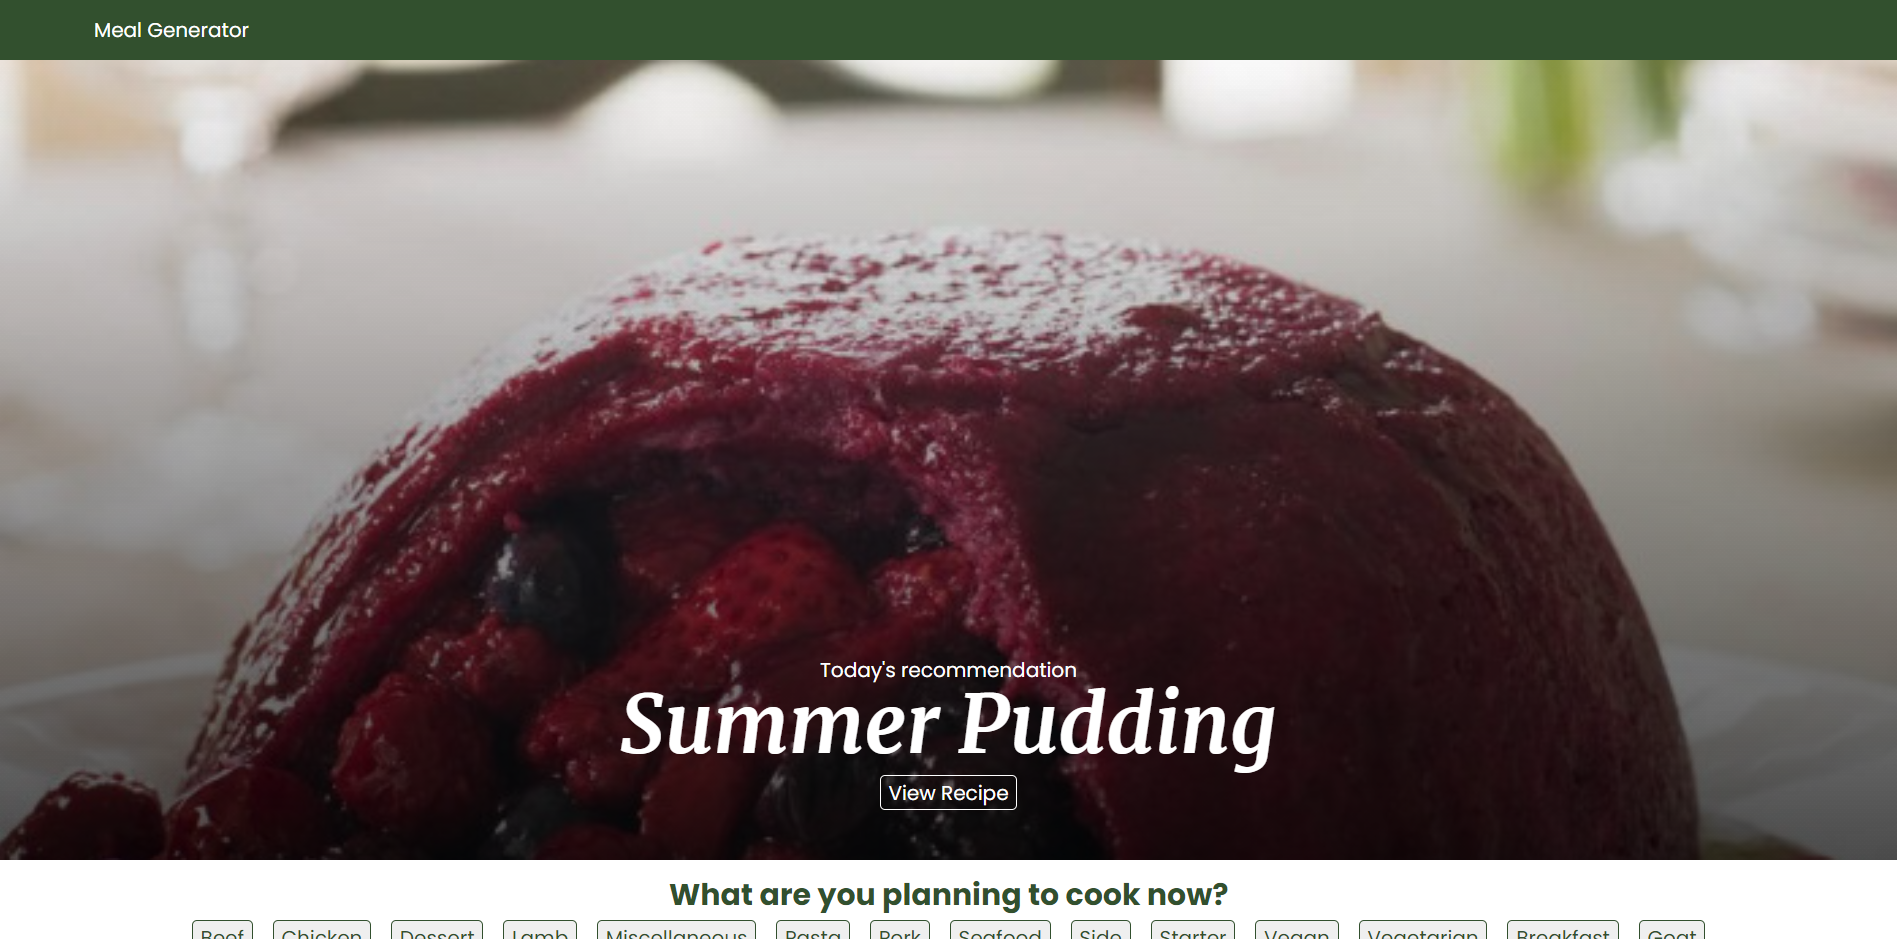 Meal Generator
Today's recommendation
Summer Pudding
View Recipe
What are you planning to cook now?
Beef Chicken Dessert Lamb Miscellaneous Pasta Pork Seafood Side Starter Vegan Vegetarian Breakfast Goat